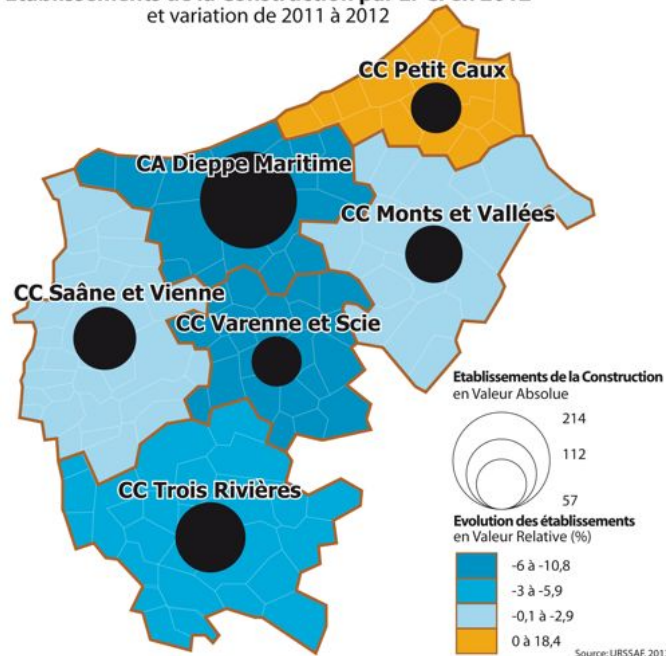 et variation de 2011 à 2012
CC Petit Caux
CA Dieppe Maritime
CC Monts et Vallées
CC Saâne et Vienne
CC Varenne et Scie
CC Trois Rivières
Etablissements de la Construction
en Valeur Absolue
214
112
57
Evolution des établissements
en Valeur Relative (%)
-6 à -10,8
-3 à -5,9
-0,1 à -2,9
0 à 18,4